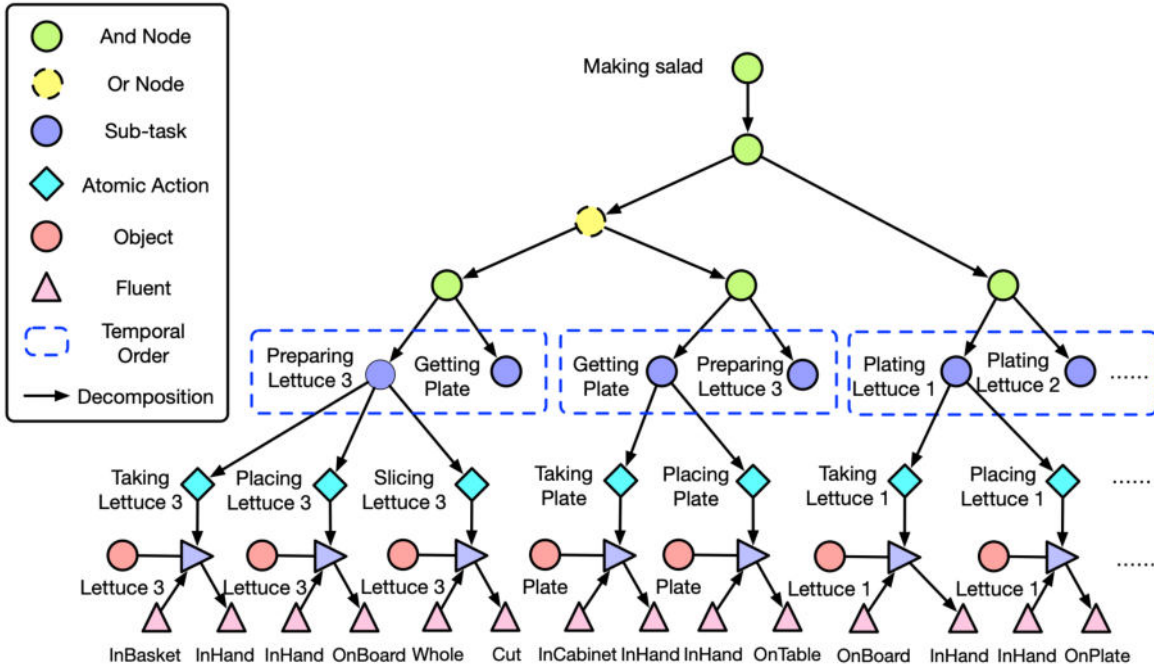 And Node
Or Node
Sub-task
Atomic Action
Object
Fluent
Temporal
Order
Decomposition
Making salad
Preparing
Lettuce 3
Getting
Plate
Getting
Plate
Preparing
Lettuce 3
Plating
Lettuce 1
Plating
Lettuce 2
......
Taking
Lettuce 3
Placing
Lettuce 3
Slicing
Lettuce 3
Taking
Plate
Placing
Plate
Taking
Lettuce 1
Placing
Lettuce 1
......
Lettuce 3
Lettuce 3
Lettuce 3
Plate
Plate
Lettuce 1
Lettuce 1
......
InBasket
InHand
InHand
OnBoard
Whole
Cut
InCabinet
InHand
InHand
OnTable
OnBoard
InHand
InHand
OnPlate